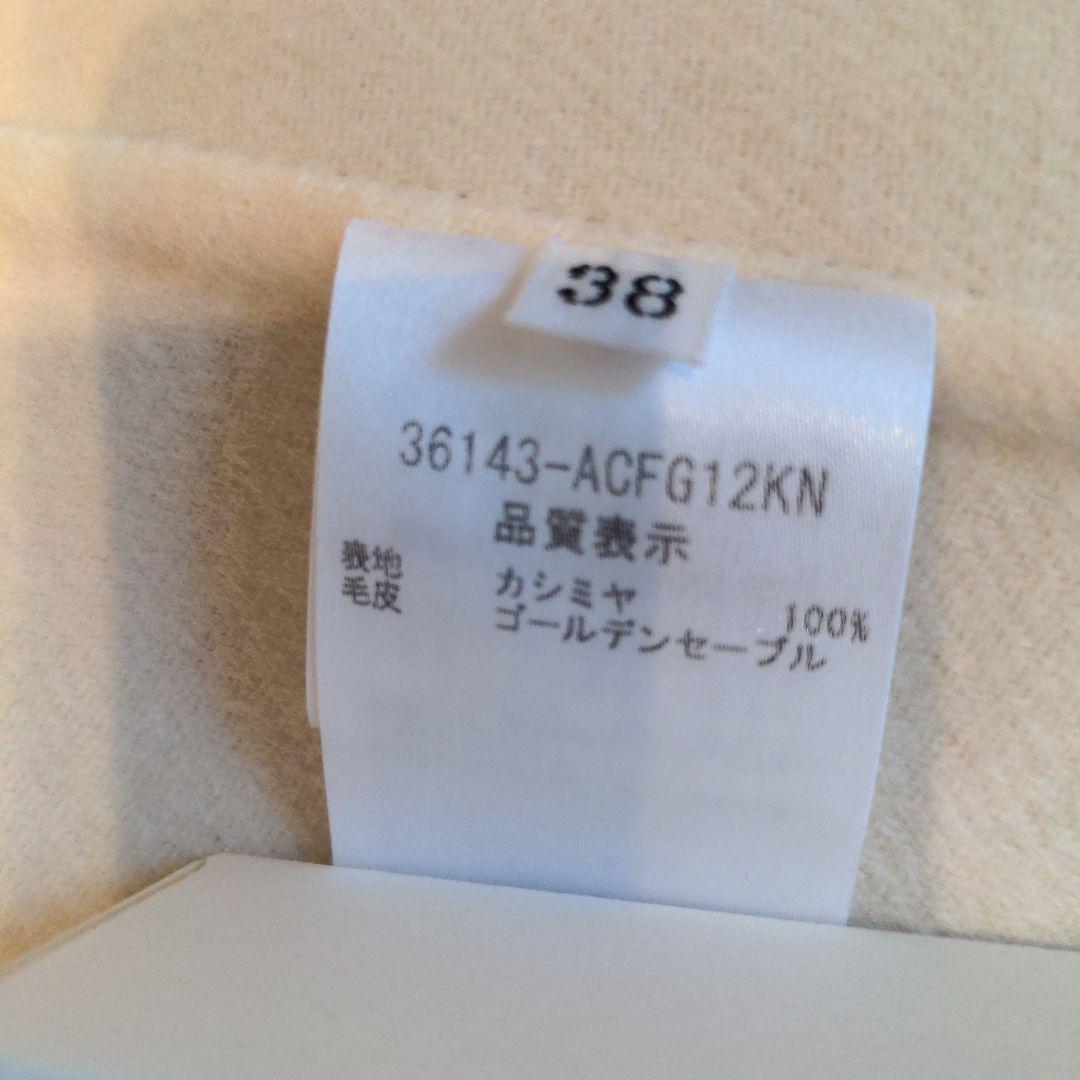 38
36143-ACFG12KN
品質表示
表地 カシミヤ 100%
毛皮 ゴールデンセーブル